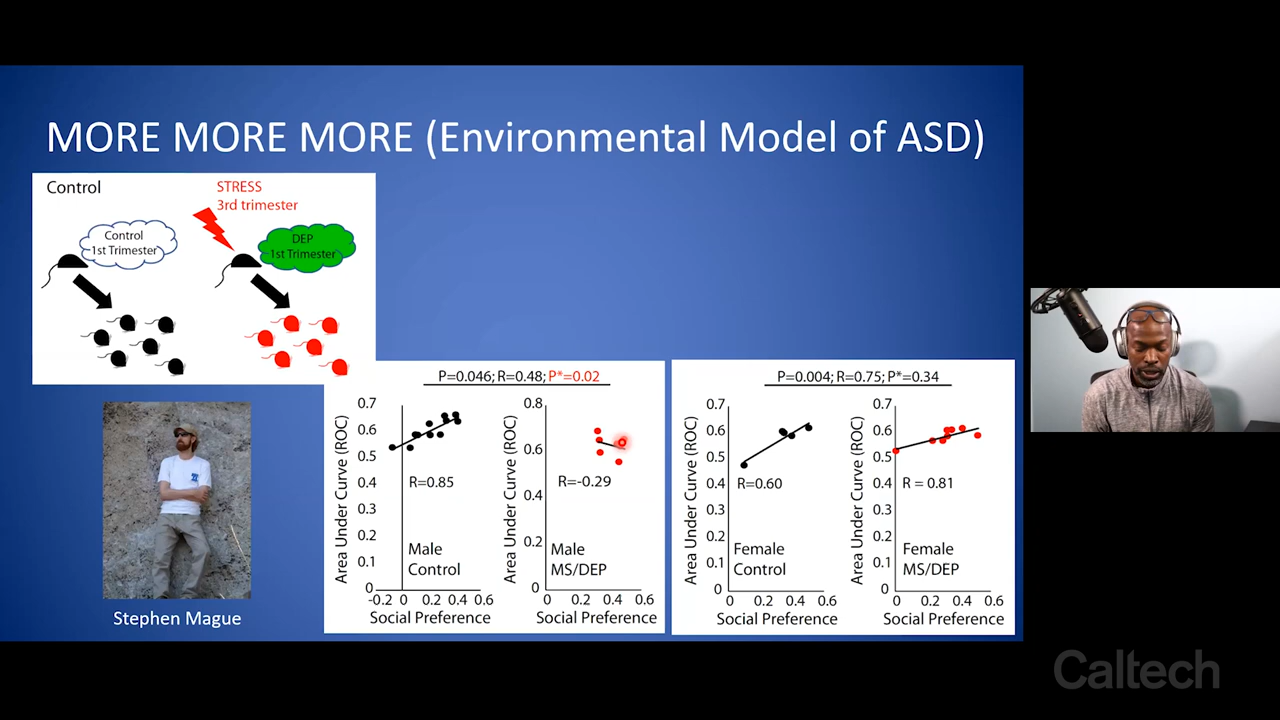 MORE MORE MORE (Environmental Model of ASD)
Control
STRESS
3rd trimester
Control
1st Trimester
DEP
1st Trimester
Stephen Mague
P=0.046; R=0.48; P*=0.02
Area Under Curve (ROC)
0.7
0.6
0.5
0.4
0.3
0.2
0.1
0
R=0.85
Male
Control
-0.2 0 0.2 0.4 0.6
Social Preference
Area Under Curve (ROC)
0.8
0.6
0.4
0.2
0
R=-0.29
Male
MS/DEP
0 0.2 0.4 0.6
Social Preference
P=0.004; R=0.75; P*=0.34
Area Under Curve (ROC)
0.7
0.6
0.5
0.4
0.3
0.2
0.1
0
R=0.60
Female
Control
0 0.2 0.4 0.6
Social Preference
Area Under Curve (ROC)
0.7
0.6
0.5
0.4
0.3
0.2
0.1
0
R = 0.81
Female
MS/DEP
0 0.2 0.4 0.6
Social Preference
Caltech